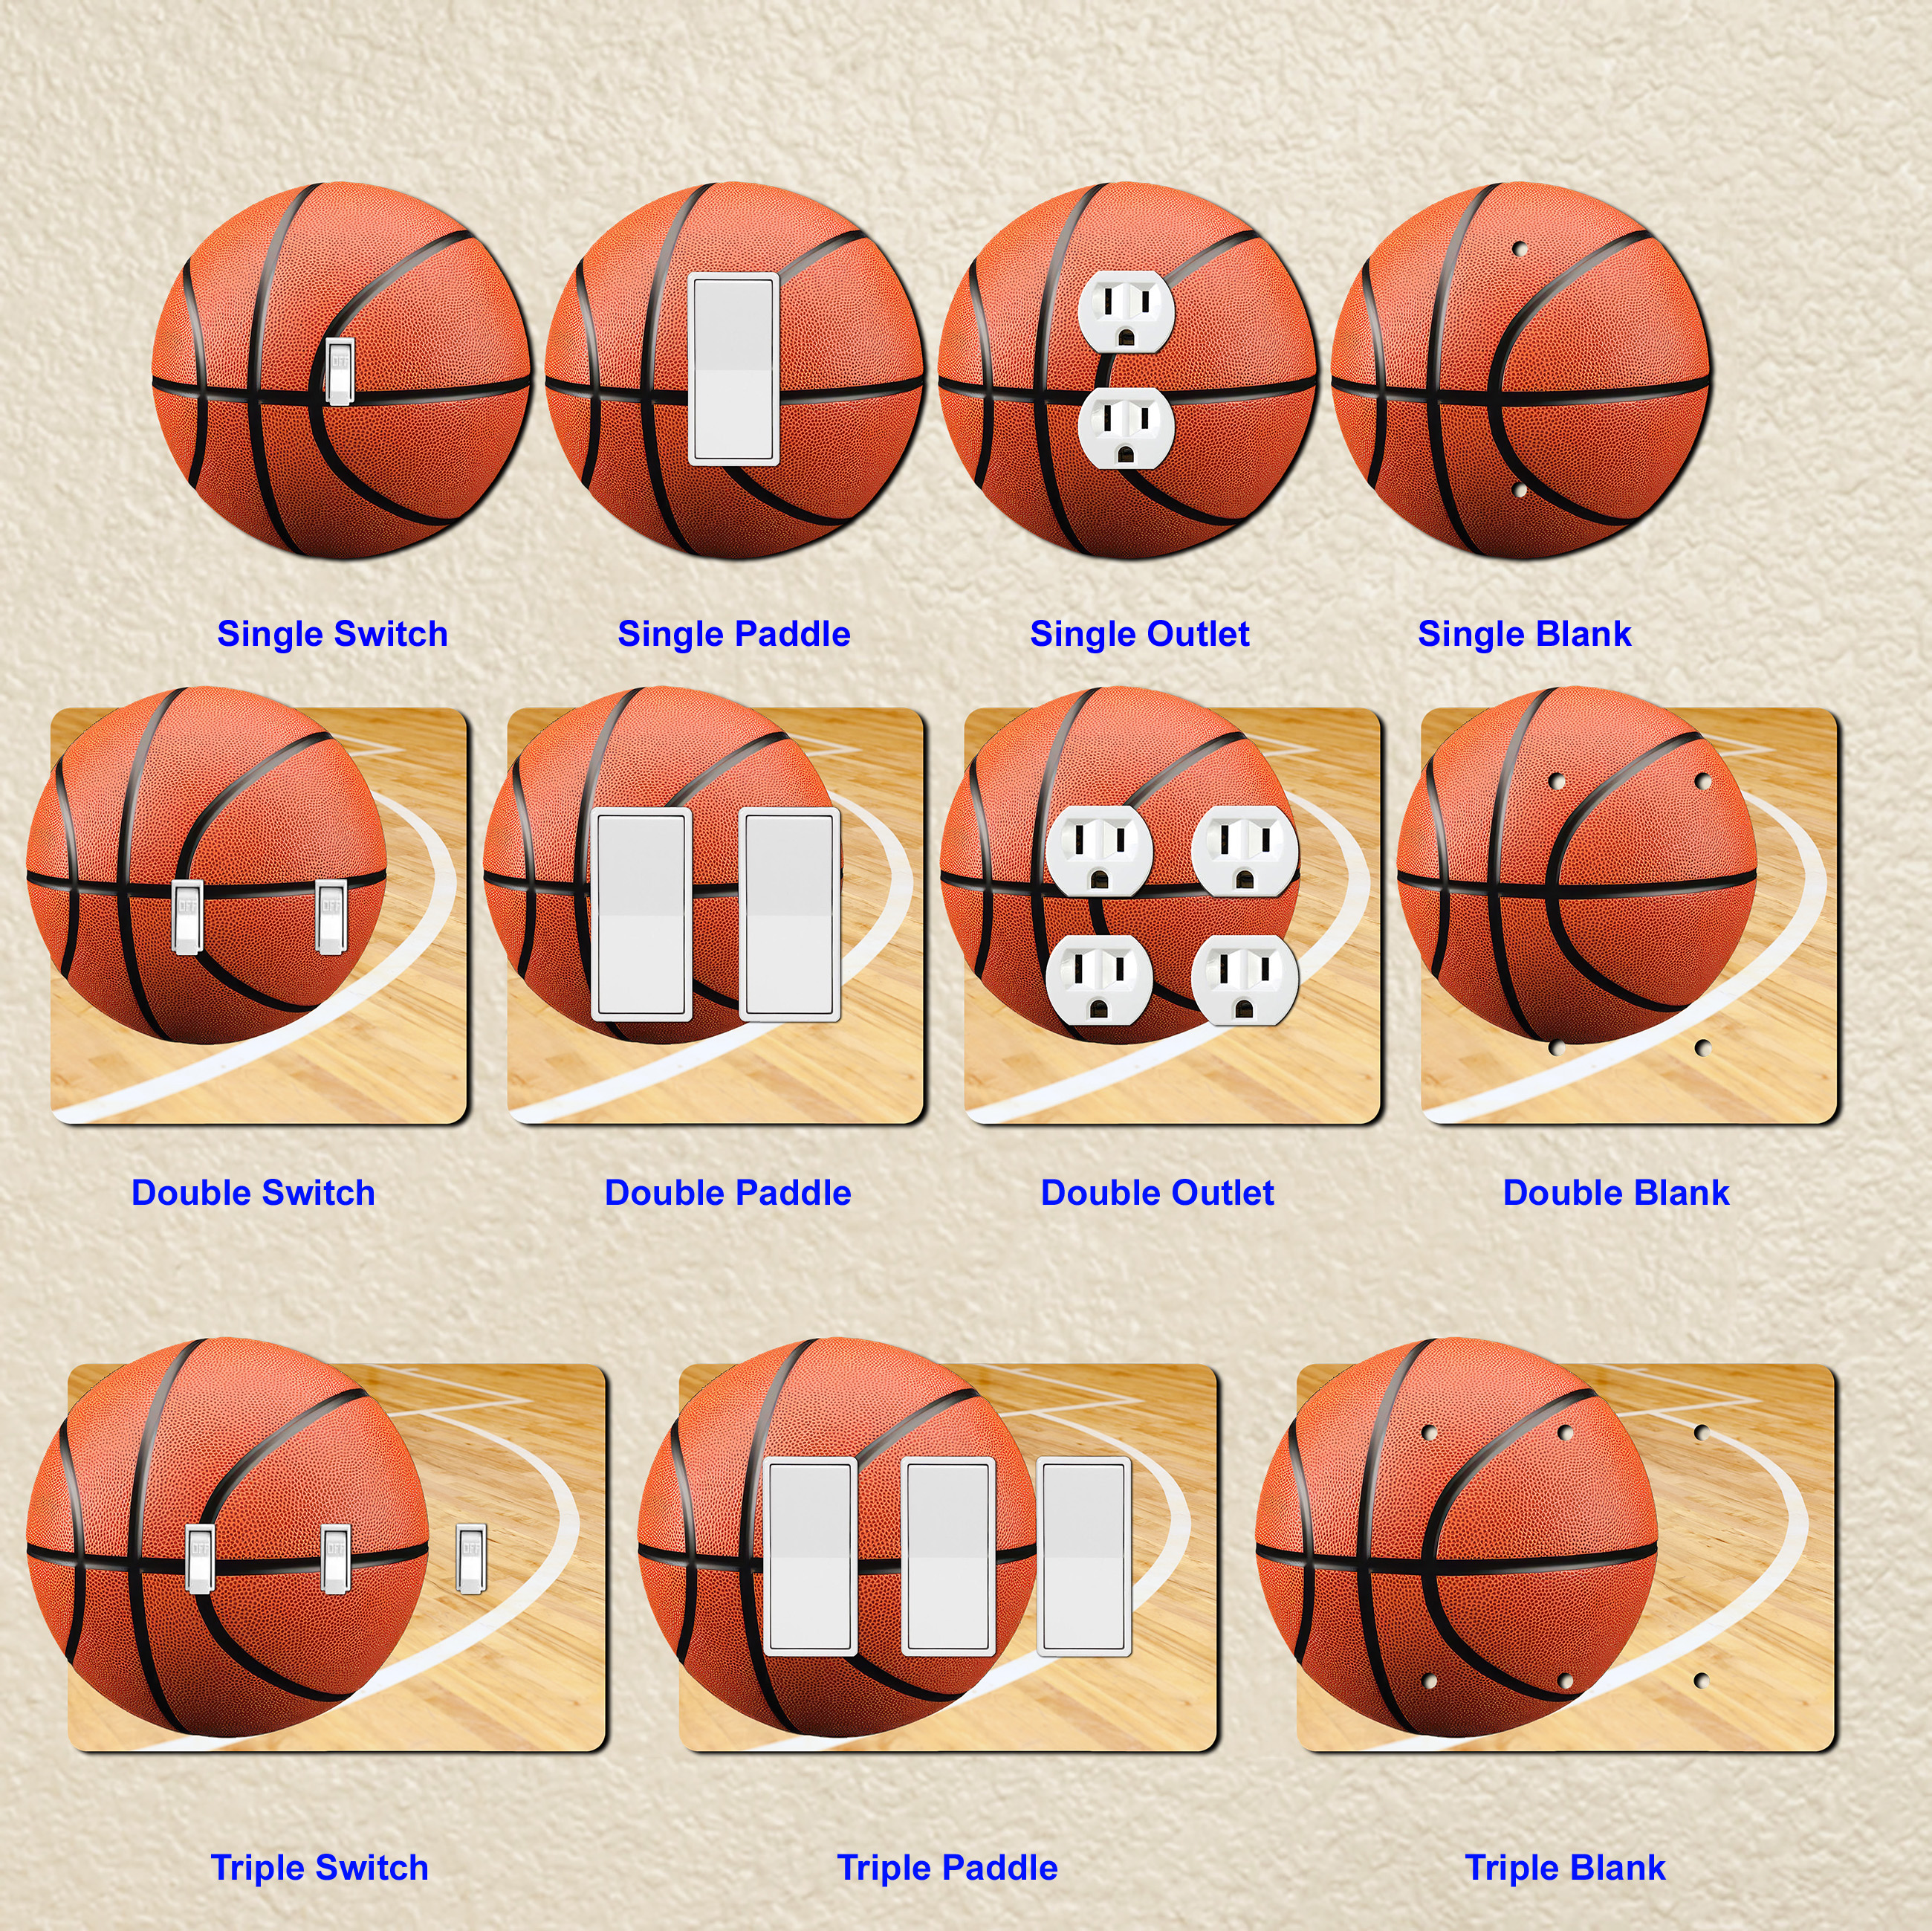 OFF
Single Switch
Single Paddle
Single Outlet
Single Blank
OFF
OFF
Double Switch
Double Paddle
Double Outlet
Double Blank
OFF
OFF
OFF
Triple Switch
Triple Paddle
Triple Blank